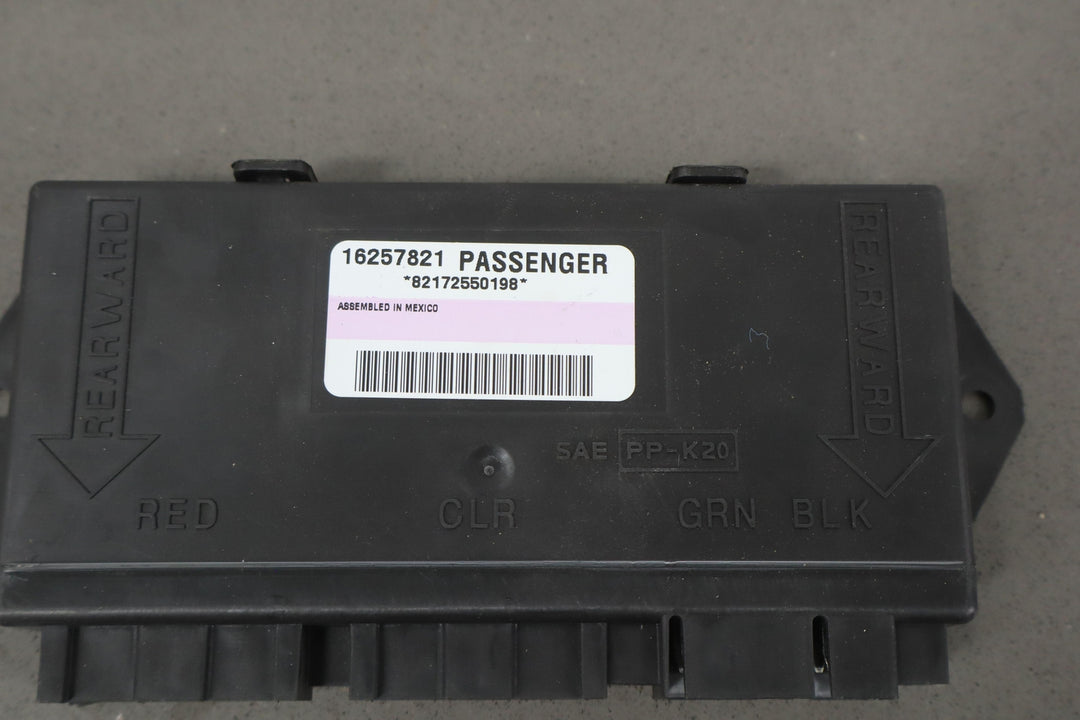 16257821 PASSENGER
*82172550198*
ASSEMBLED IN MEXICO
REARWARD
REARWARD
SAE PP-K20
RED
CLR
GRN
BLK